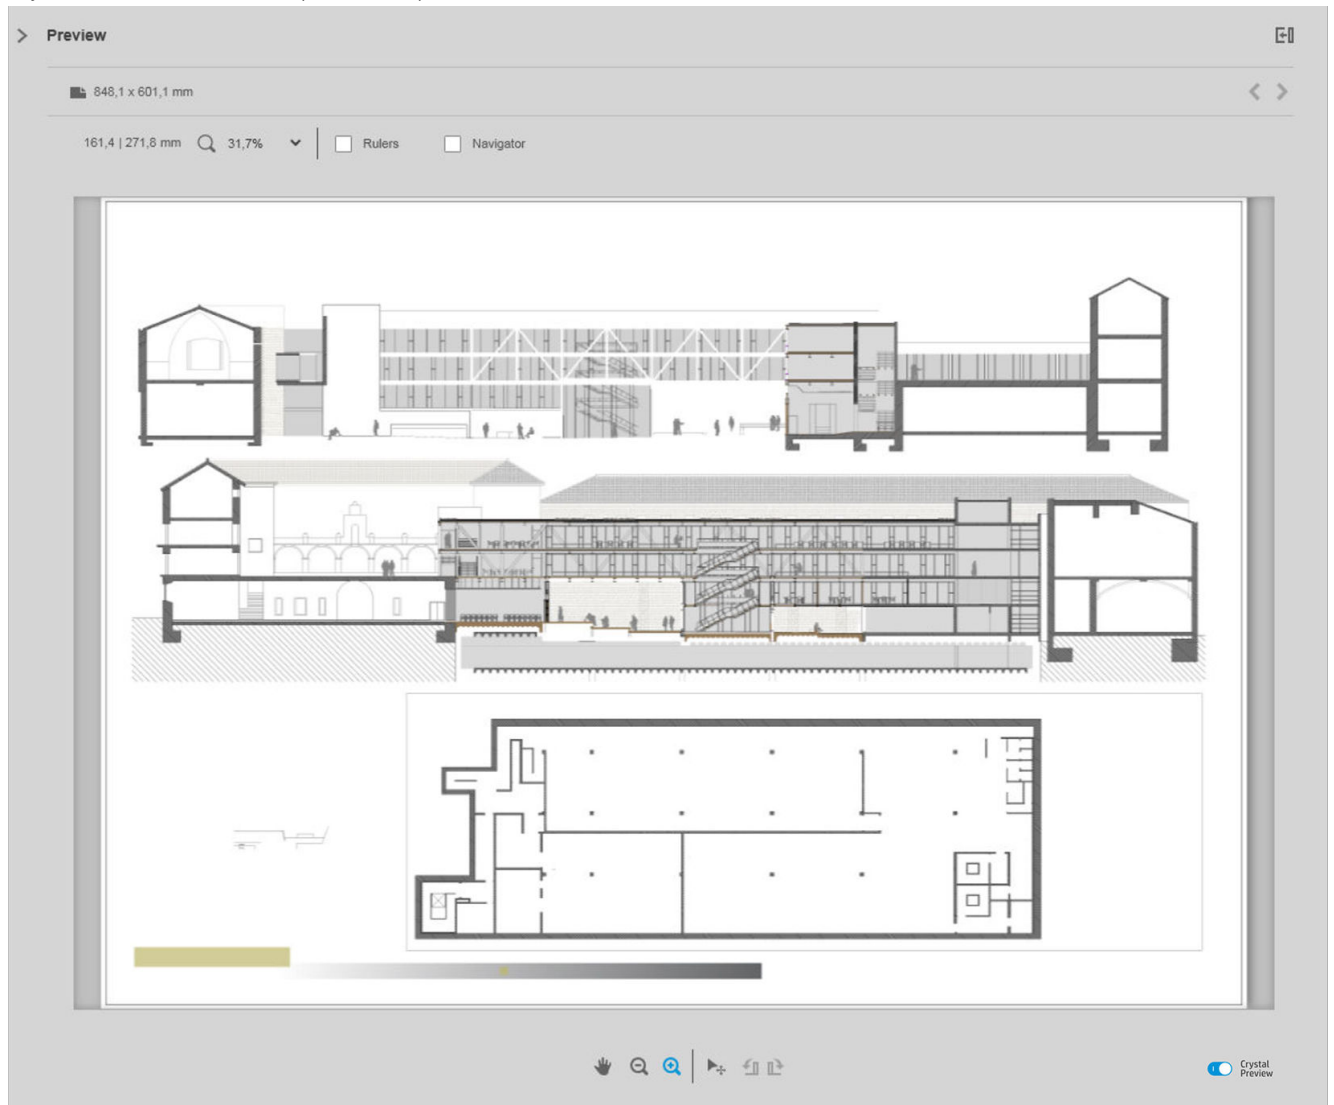 Preview
848,1 x 601,1 mm
161,4 | 271,8 mm 31,7% Rulers Navigator
Crystal
Preview